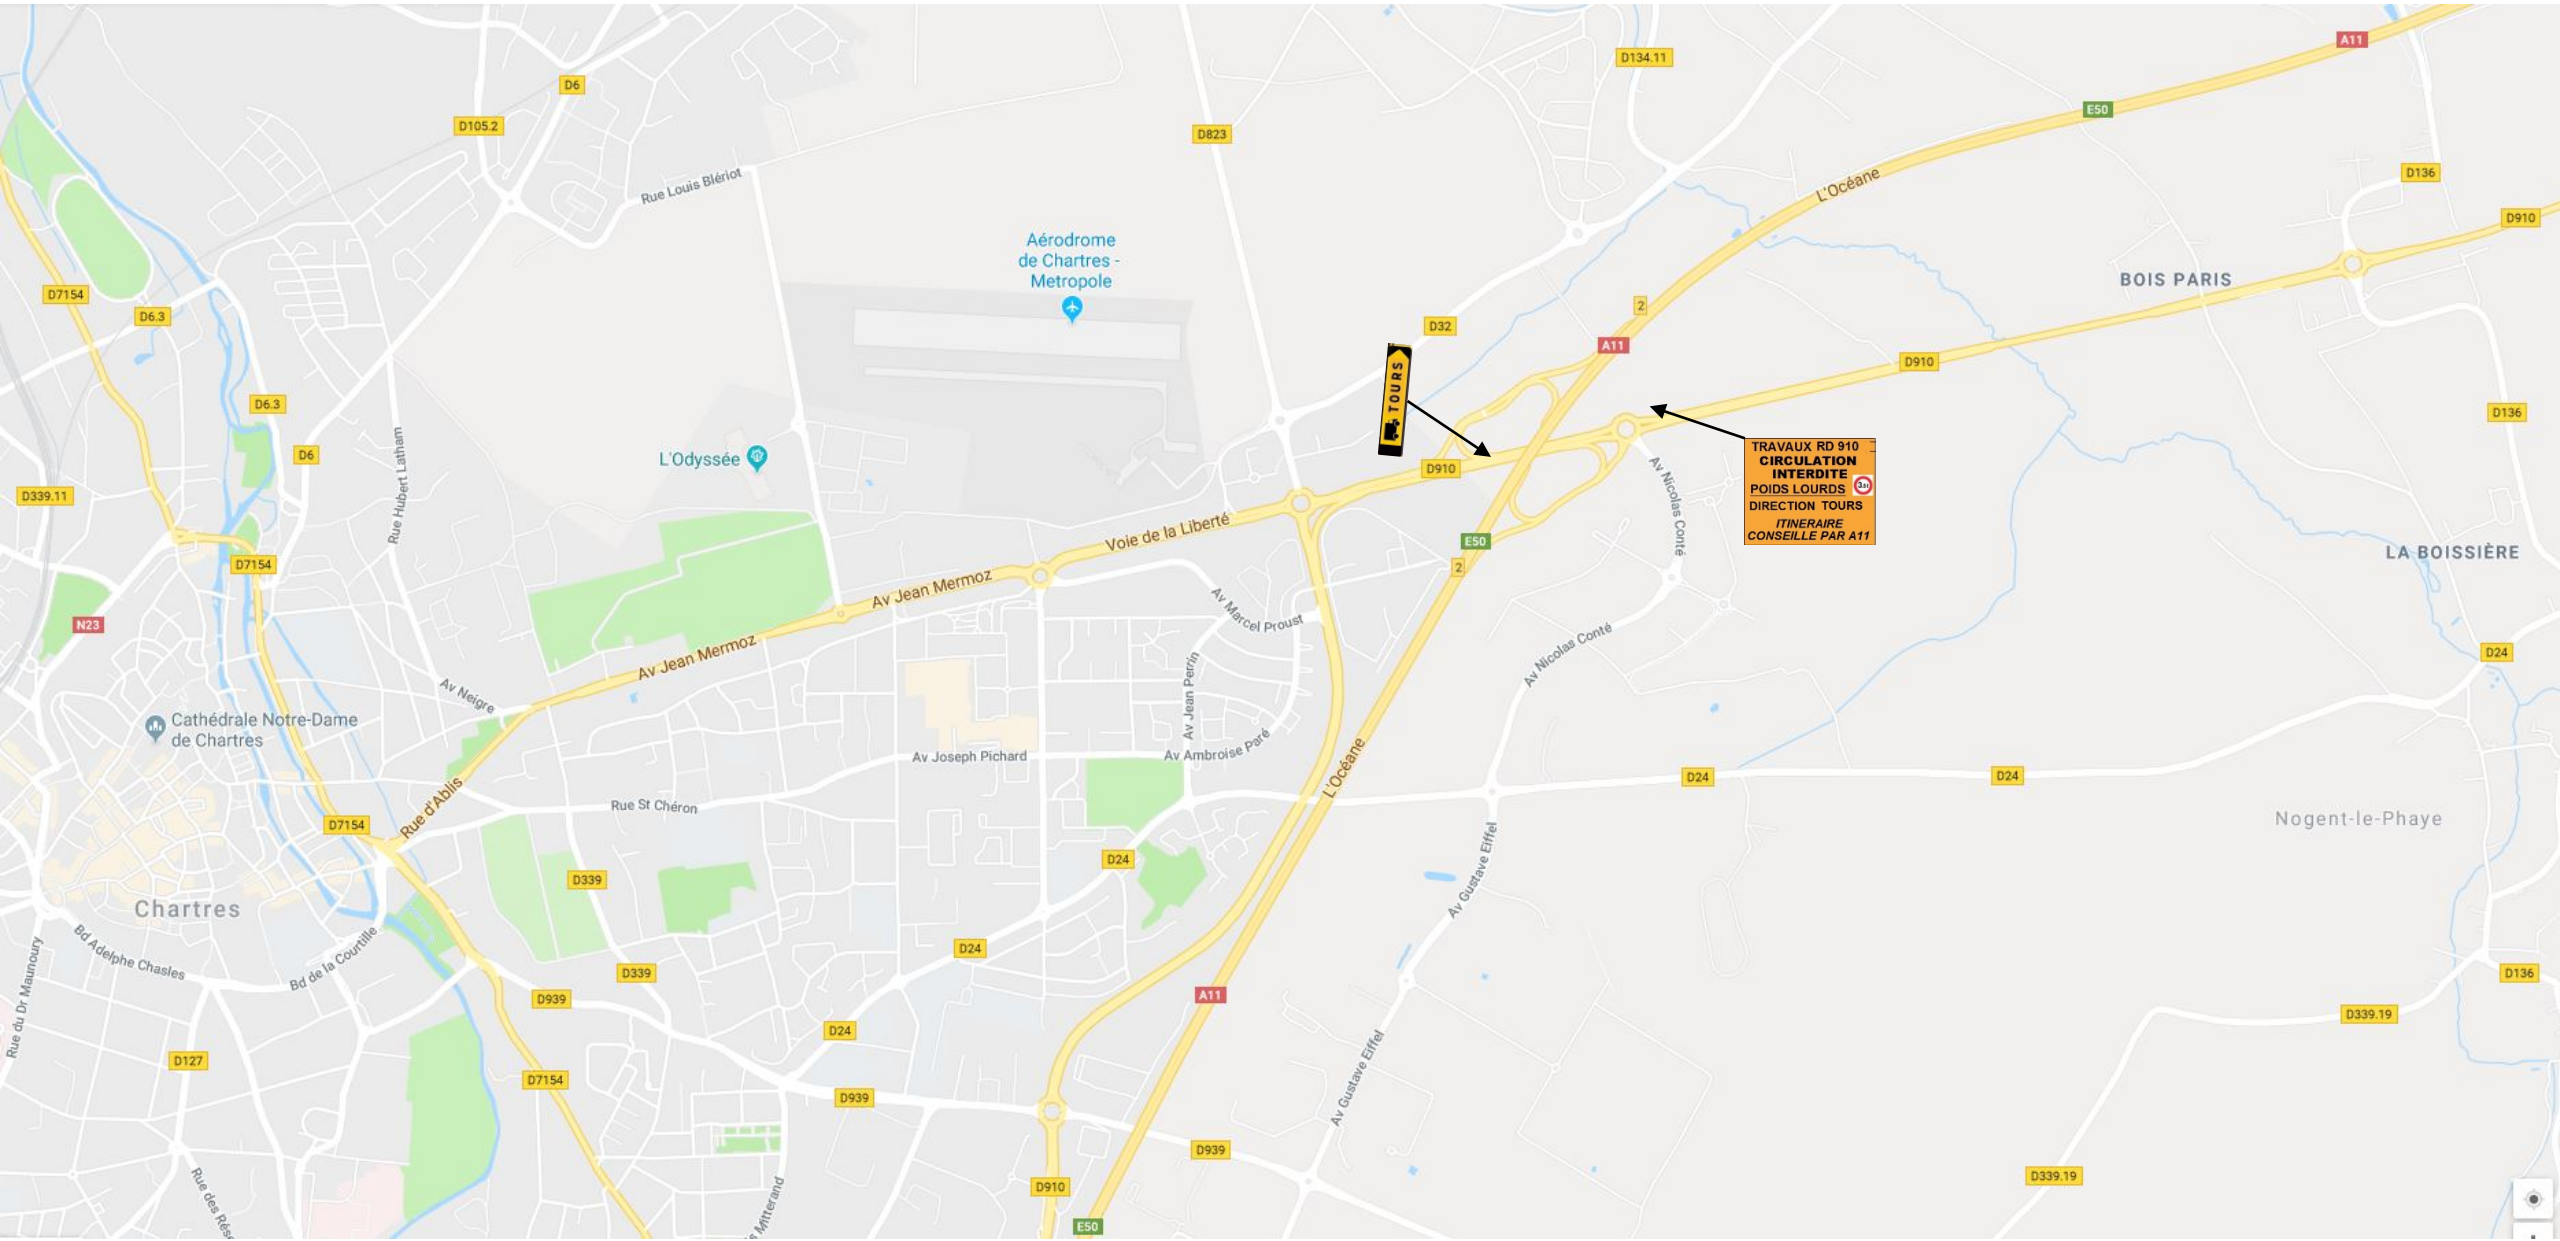 A11
D134.11
D6
E50
D105.2
D823
D136
Rue Louis Blériot
L'Océane
D910
Aérodrome
de Chartres -
Metropole
BOIS PARIS
D7154
D6.3
2
D32
A11
TOURS
D910
D6.3
D136
Rue Hubert Latham
D6
L'Odyssée
D910
TRAVAUX RD 910
CIRCULATION
INTERDITE
POIDS LOURDS
DIRECTION TOURS
ITINERAIRE
CONSEILLE PAR A11
D339.11
Av Nicolas Conté
Voie de la Liberté
E50
LA BOISSIÈRE
D7154
2
Av Jean Mermoz
Av Marcel Proust
N23
Av Jean Mermoz
Av Nicolas Conté
D24
Av Neigre
Av Jean Perrin
Cathédrale Notre-Dame
de Chartres
Av Joseph Pichard
Av Ambroise Paré
L'Océane
D24
D24
Rue d'Ablis
Rue St Chéron
D7154
Nogent-le-Phaye
D24
Av Gustave Eiffel
D339
Chartres
Bd Adelphe Chasles
Bd de la Courtille
D24
D339
D136
Rue du Dr Maunoury
D939
A11
D339.19
D24
D127
D7154
Av Gustave Eiffel
D939
D939
D339.19
D910
Rue des Rése
s Mitterand
E50